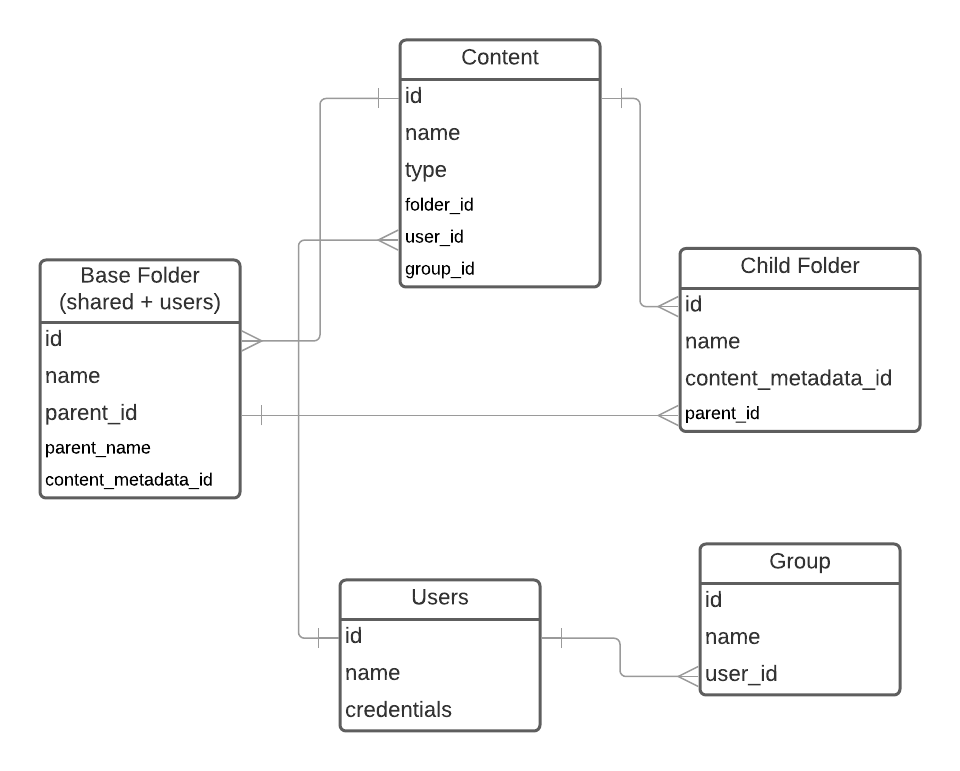 Content
id
name
type
folder_id
user_id
group_id
Base Folder
(shared + users)
id
name
parent_id
parent_name
content_metadata_id
Child Folder
id
name
content_metadata_id
parent_id
Users
id
name
credentials
Group
id
name
user_id